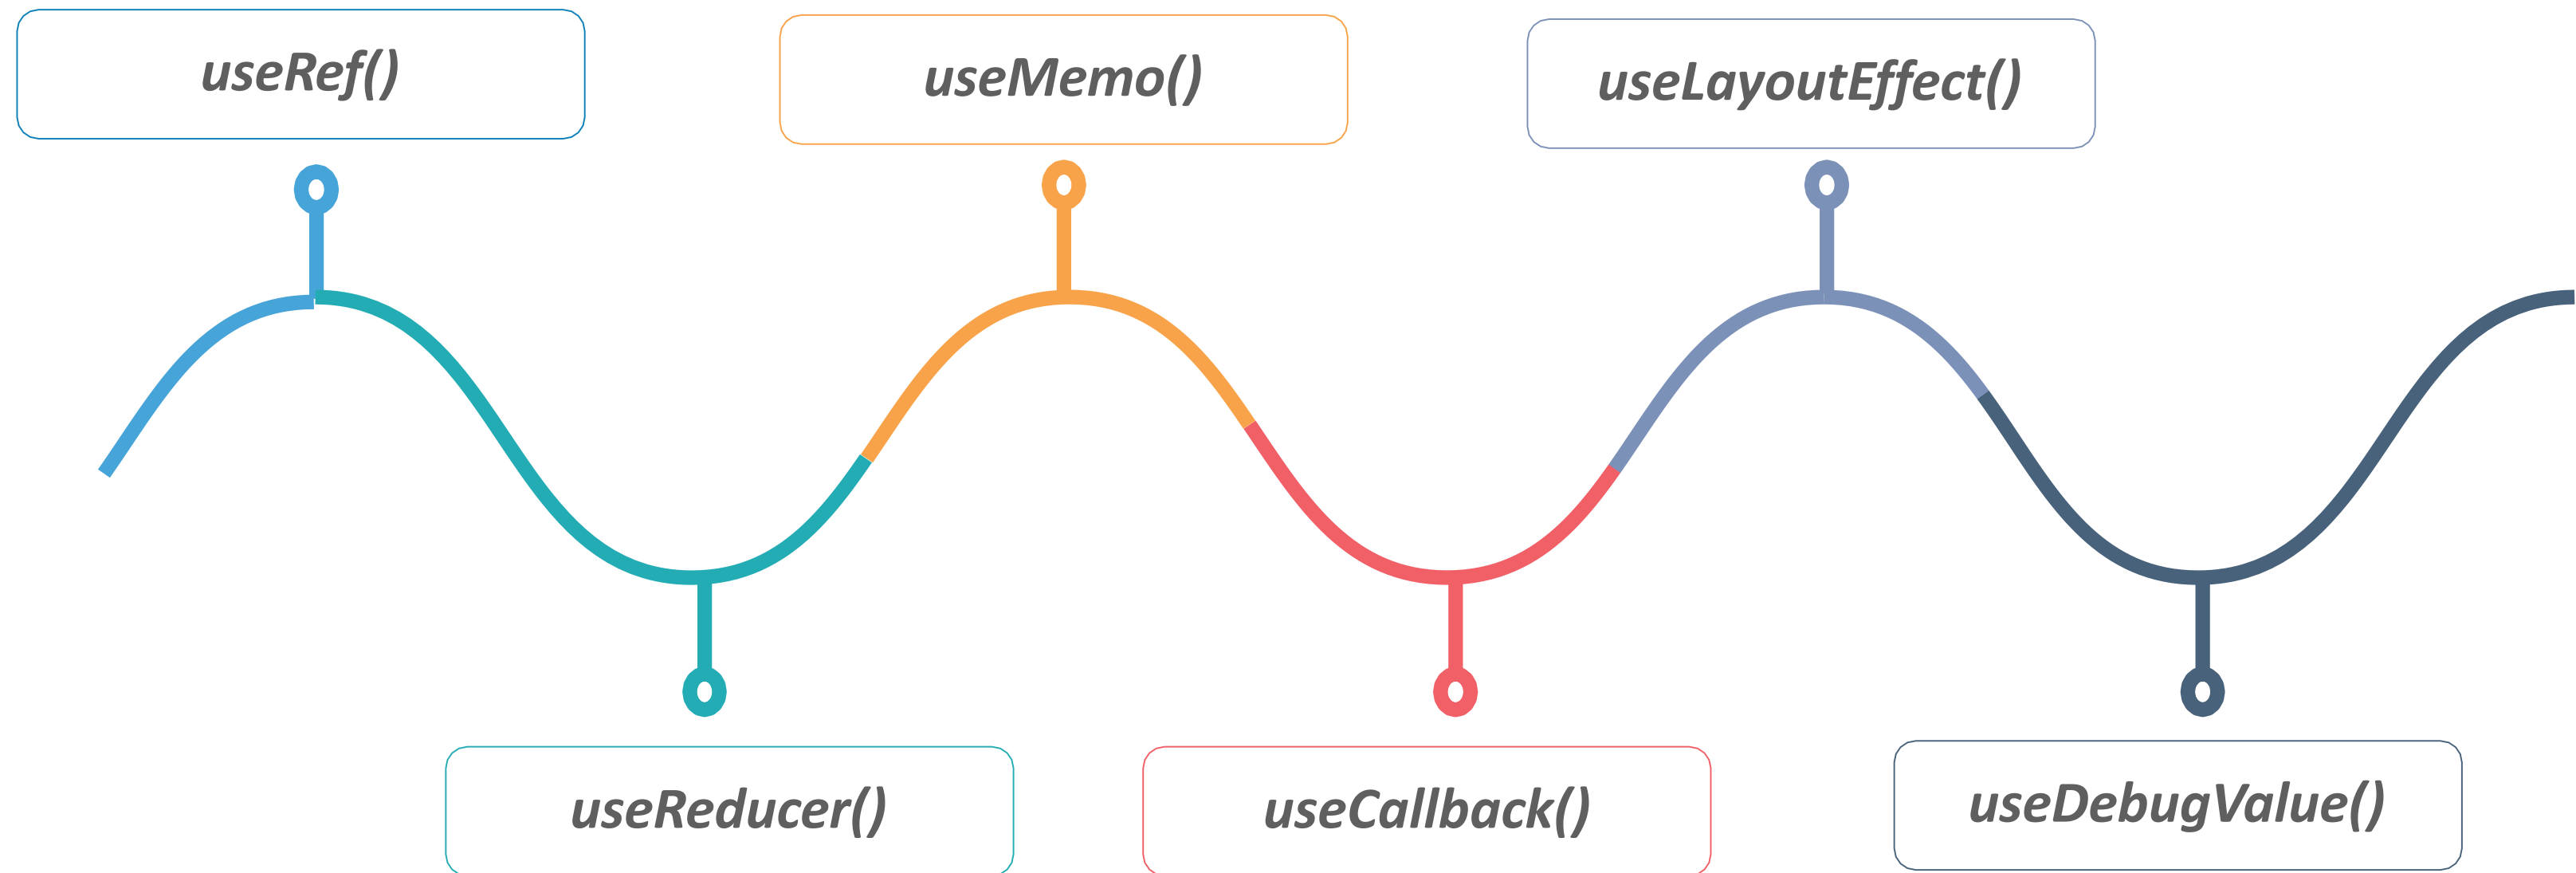 useRef()
useMemo()
useLayoutEffect()
useReducer()
useCallback()
useDebugValue()